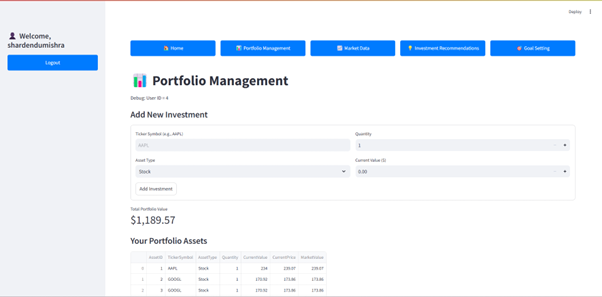 Deploy
Welcome,
shardendumishra
Logout
Home
Portfolio Management
Market Data
Investment Recommendations
Goal Setting
Portfolio Management
Debug: User ID = 4
Add New Investment
Ticker Symbol (e.g., AAPL)
Quantity
AAPL
1
Asset Type
Current Value ($)
Stock
0.00
Add Investment
Total Portfolio Value
$1,189.57
Your Portfolio Assets
AssetID TickerSymbol AssetType Quantity CurrentValue CurrentPrice MarketValue
0 1 AAPL Stock 1 234 239.07 239.07
1 2 GOOGL Stock 1 170.92 173.86 173.86
2 3 GOOGL Stock 1 170.92 173.86 173.86